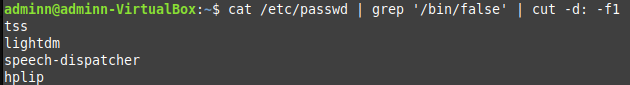 adminn@adminn-VirtualBox:~$ cat /etc/passwd | grep '/bin/false' | cut -d: -f1
tss
lightdm
speech-dispatcher
hplip